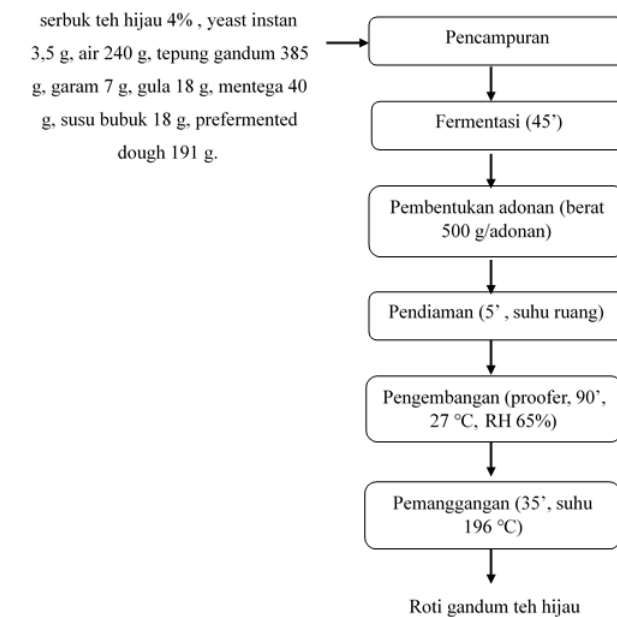 serbuk teh hijau 4% , yeast instan
3,5 g, air 240 g, tepung gandum 385
g, garam 7 g, gula 18 g, mentega 40
g, susu bubuk 18 g, prefermented
dough 191 g.
Pencampuran
Fermentasi (45’)
Pembentukan adonan (berat
500 g/adonan)
Pendiaman (5’ , suhu ruang)
Pengembangan (proofer, 90’,
27 °C, RH 65%)
Pemanggangan (35’, suhu
196 °C)
Roti gandum teh hijau